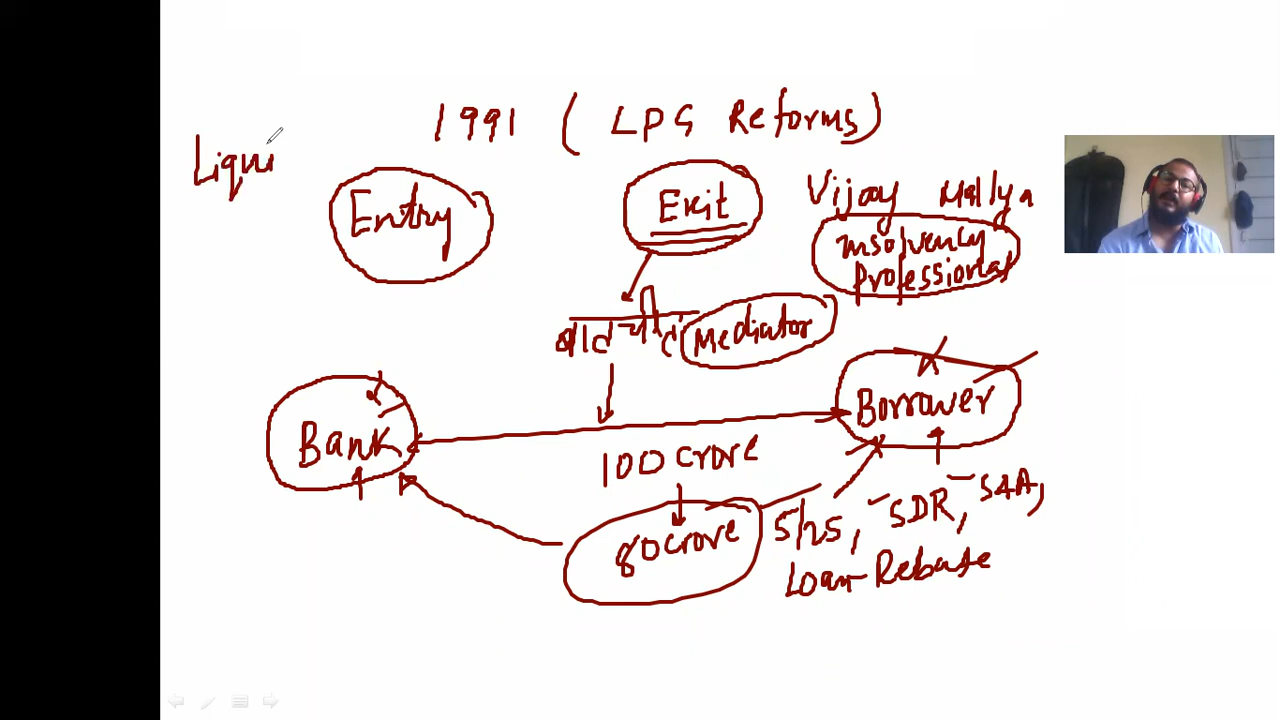 1991 ( LPG Reforms)
Liqui
Entry
Exit
Vijay Mallya
Insolvency
Professional
Mediator
Bank
Borrower
100 crore
80 crore
5/25, SDR, S4A,
Loan Rebate